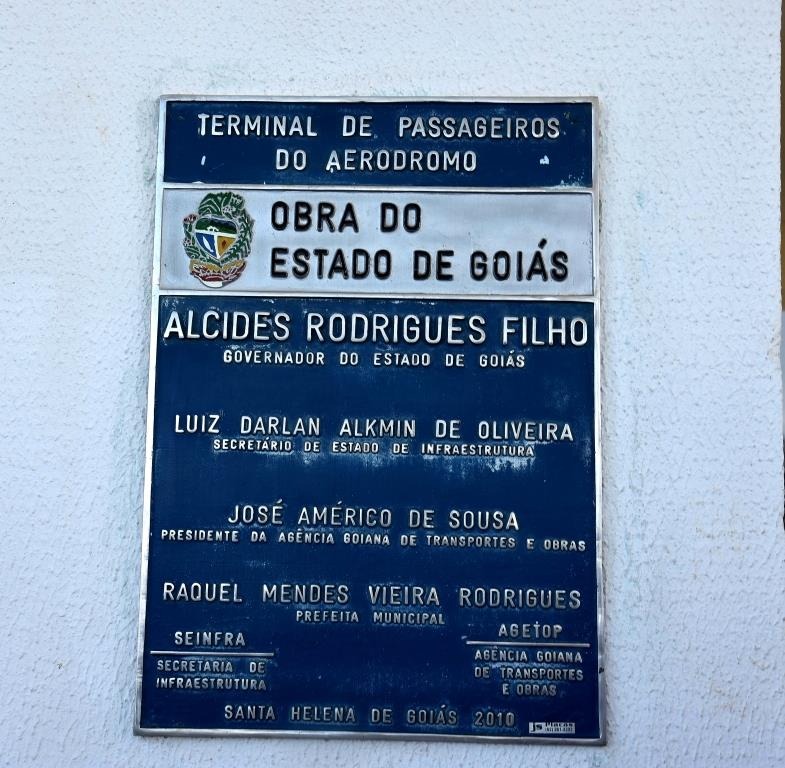 TERMINAL DE PASSAGEIROS
DO AERODROMO
OBRA DO
ESTADO DE GOIÁS
ALCIDES RODRIGUES FILHO
GOVERNADOR DO ESTADO DE GOIÁS
LUIZ DARLAN ALKMIN DE OLIVEIRA
SECRETÁRIO DE ESTADO DE INFRAESTRUTURA
JOSÉ AMÉRICO DE SOUSA
PRESIDENTE DA AGÊNCIA GOIANA DE TRANSPORTES E OBRAS
RAQUEL MENDES VIEIRA RODRIGUES
PREFEITA MUNICIPAL
SEINFRA
SECRETARIA DE
INFRAESTRUTURA
AGETOP
AGÊNCIA GOIANA
DE TRANSPORTES
E OBRAS
SANTA HELENA DE GOIÁS 2010
js Placas